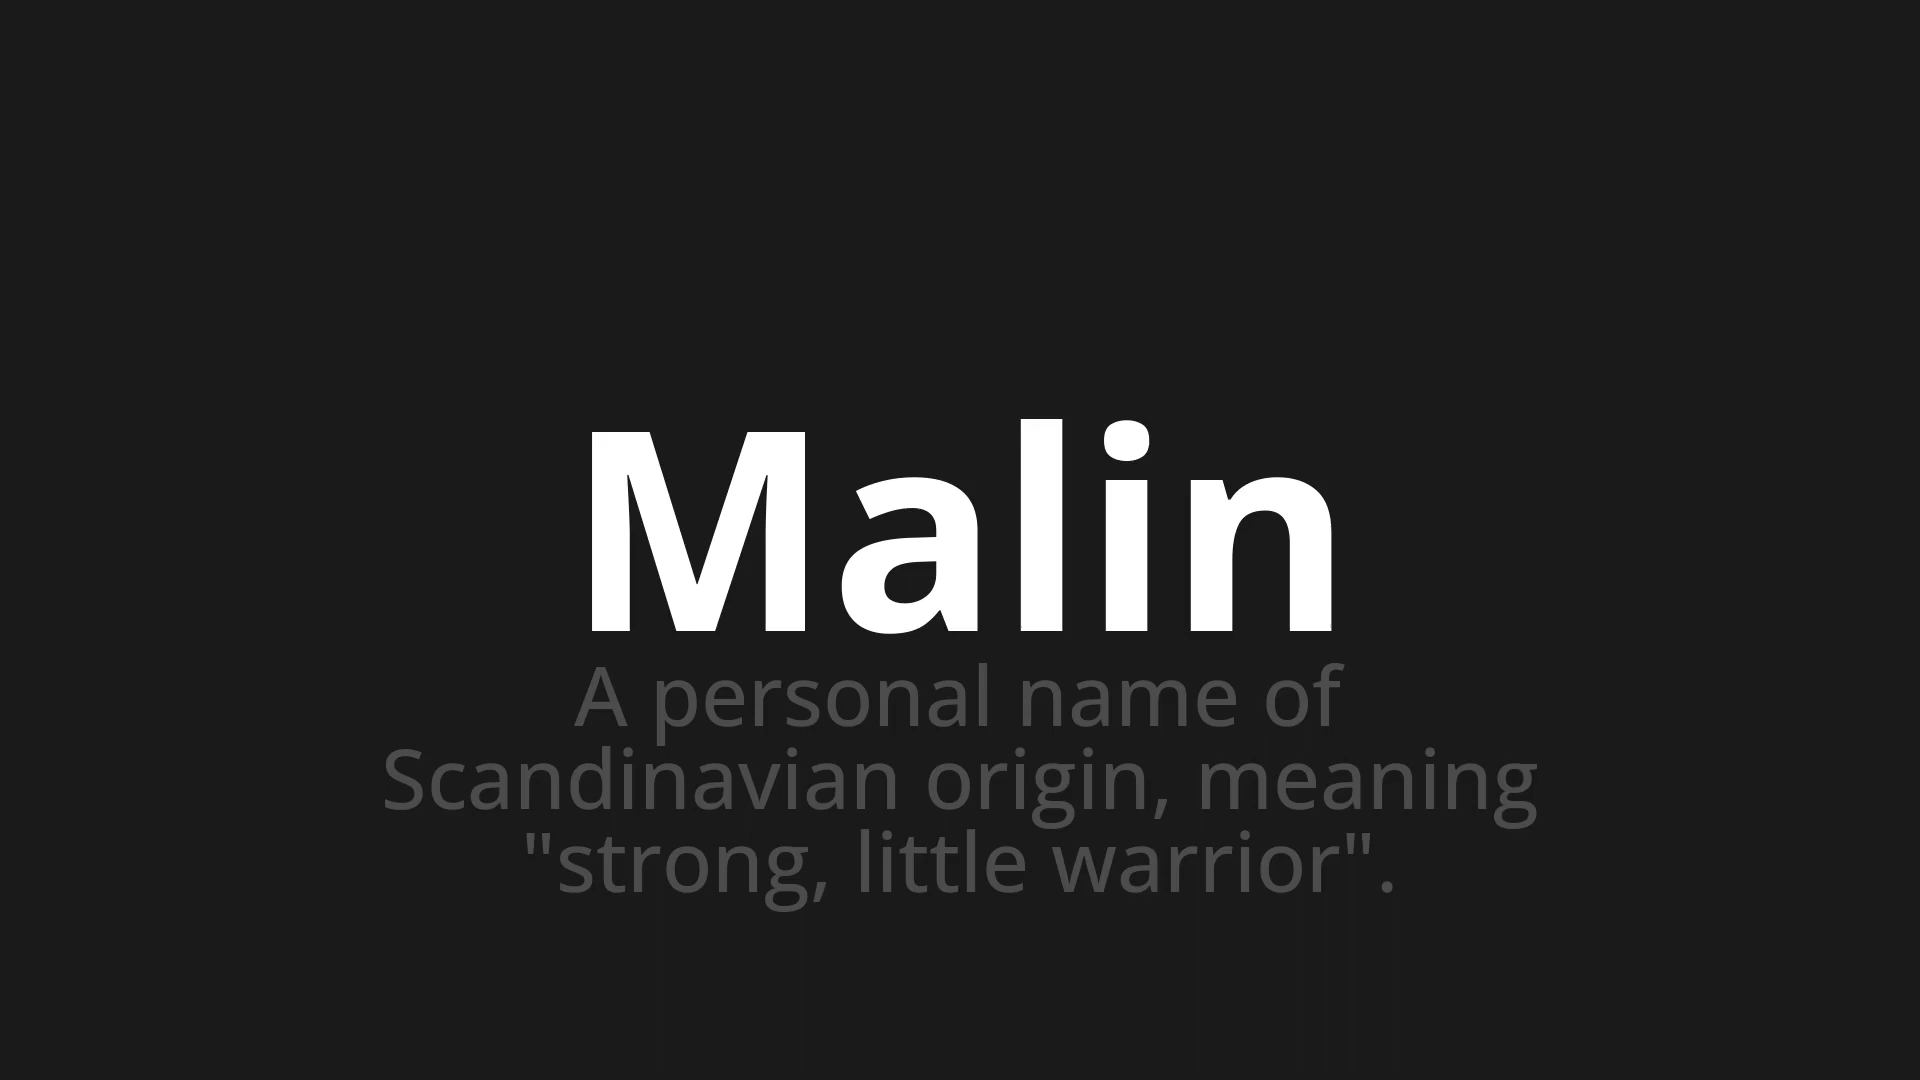 Malin
A personal name of
Scandinavian origin, meaning
"strong, little warrior" .